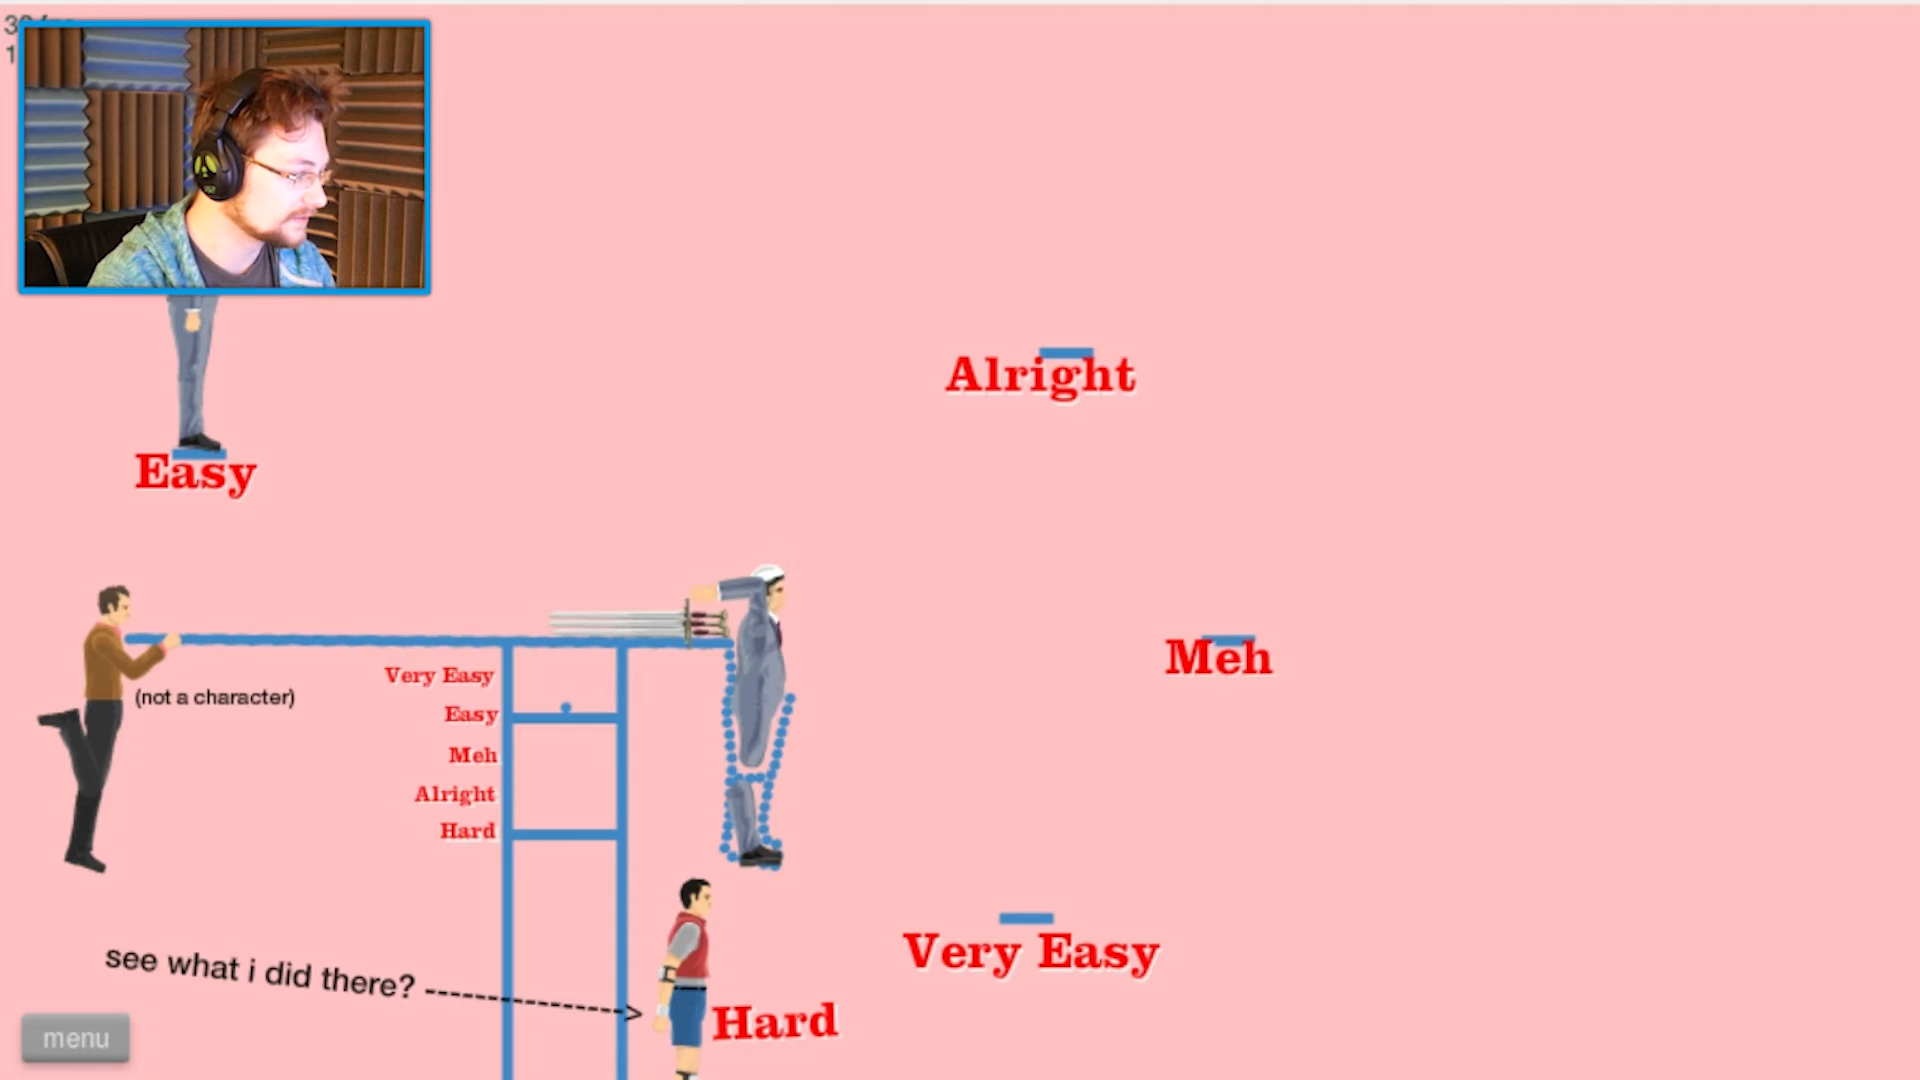 Alright
Easy
Meh
(not a character)
Very Easy
Easy
Meh
Alright
Hard
see what i did there? ----------->
Very Easy
Hard
menu